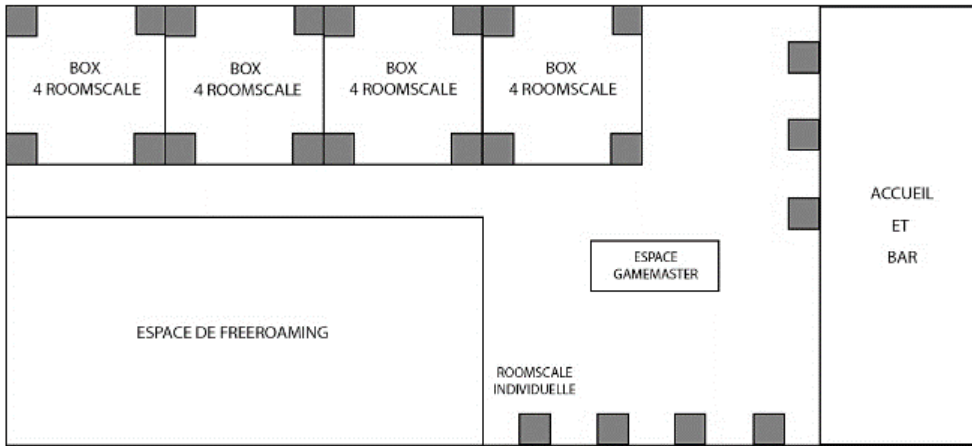 BOX
4 ROOMSCALE
BOX
4 ROOMSCALE
BOX
4 ROOMSCALE
BOX
4 ROOMSCALE
ACCUEIL
ET
BAR
ESPACE
GAMEMASTER
ESPACE DE FREEROAMING
ROOMSCALE
INDIVIDUELLE